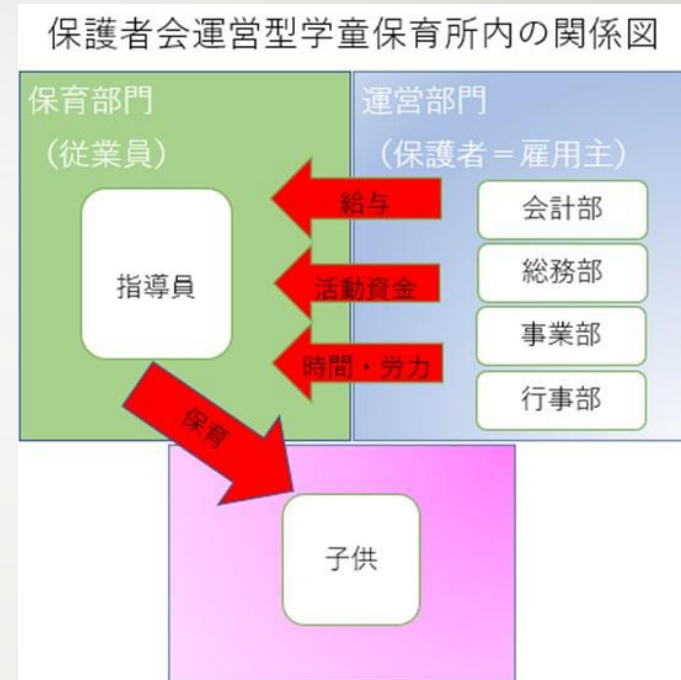 保護者会運営型学童保育所内の関係図
保育部門
（従業員）
運営部門
（保護者＝雇用主）
給与
活動資金
時間・労力
会計部
総務部
事業部
行事部
指導員
保育
子供